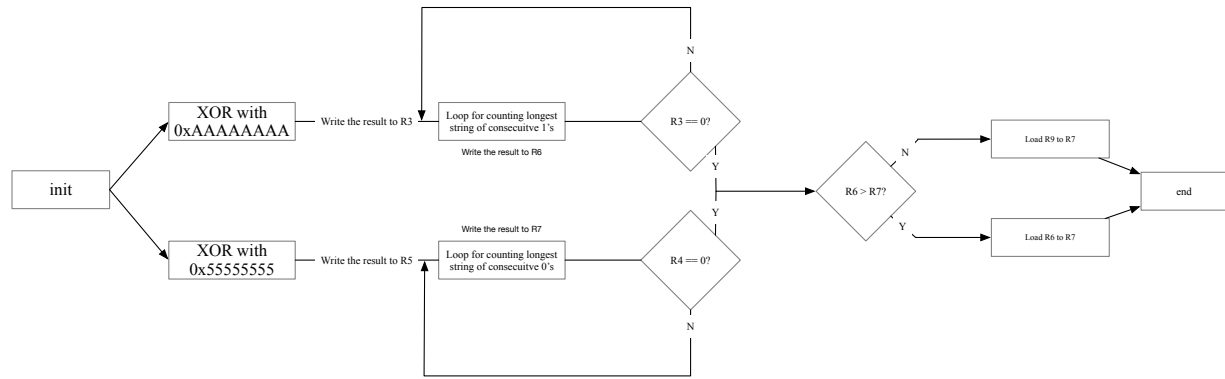 init
XOR with
0xAAAAAAAA
Write the result to R3
Loop for counting longest
string of consecuitve 1's
Write the result to R6
N
R3 == 0?
Y
XOR with
0x55555555
Write the result to R5
Write the result to R7
Loop for counting longest
string of consecuitve 0's
Y
R4 == 0?
N
R6 > R7?
N
Load R9 to R7
Y
Load R6 to R7
end